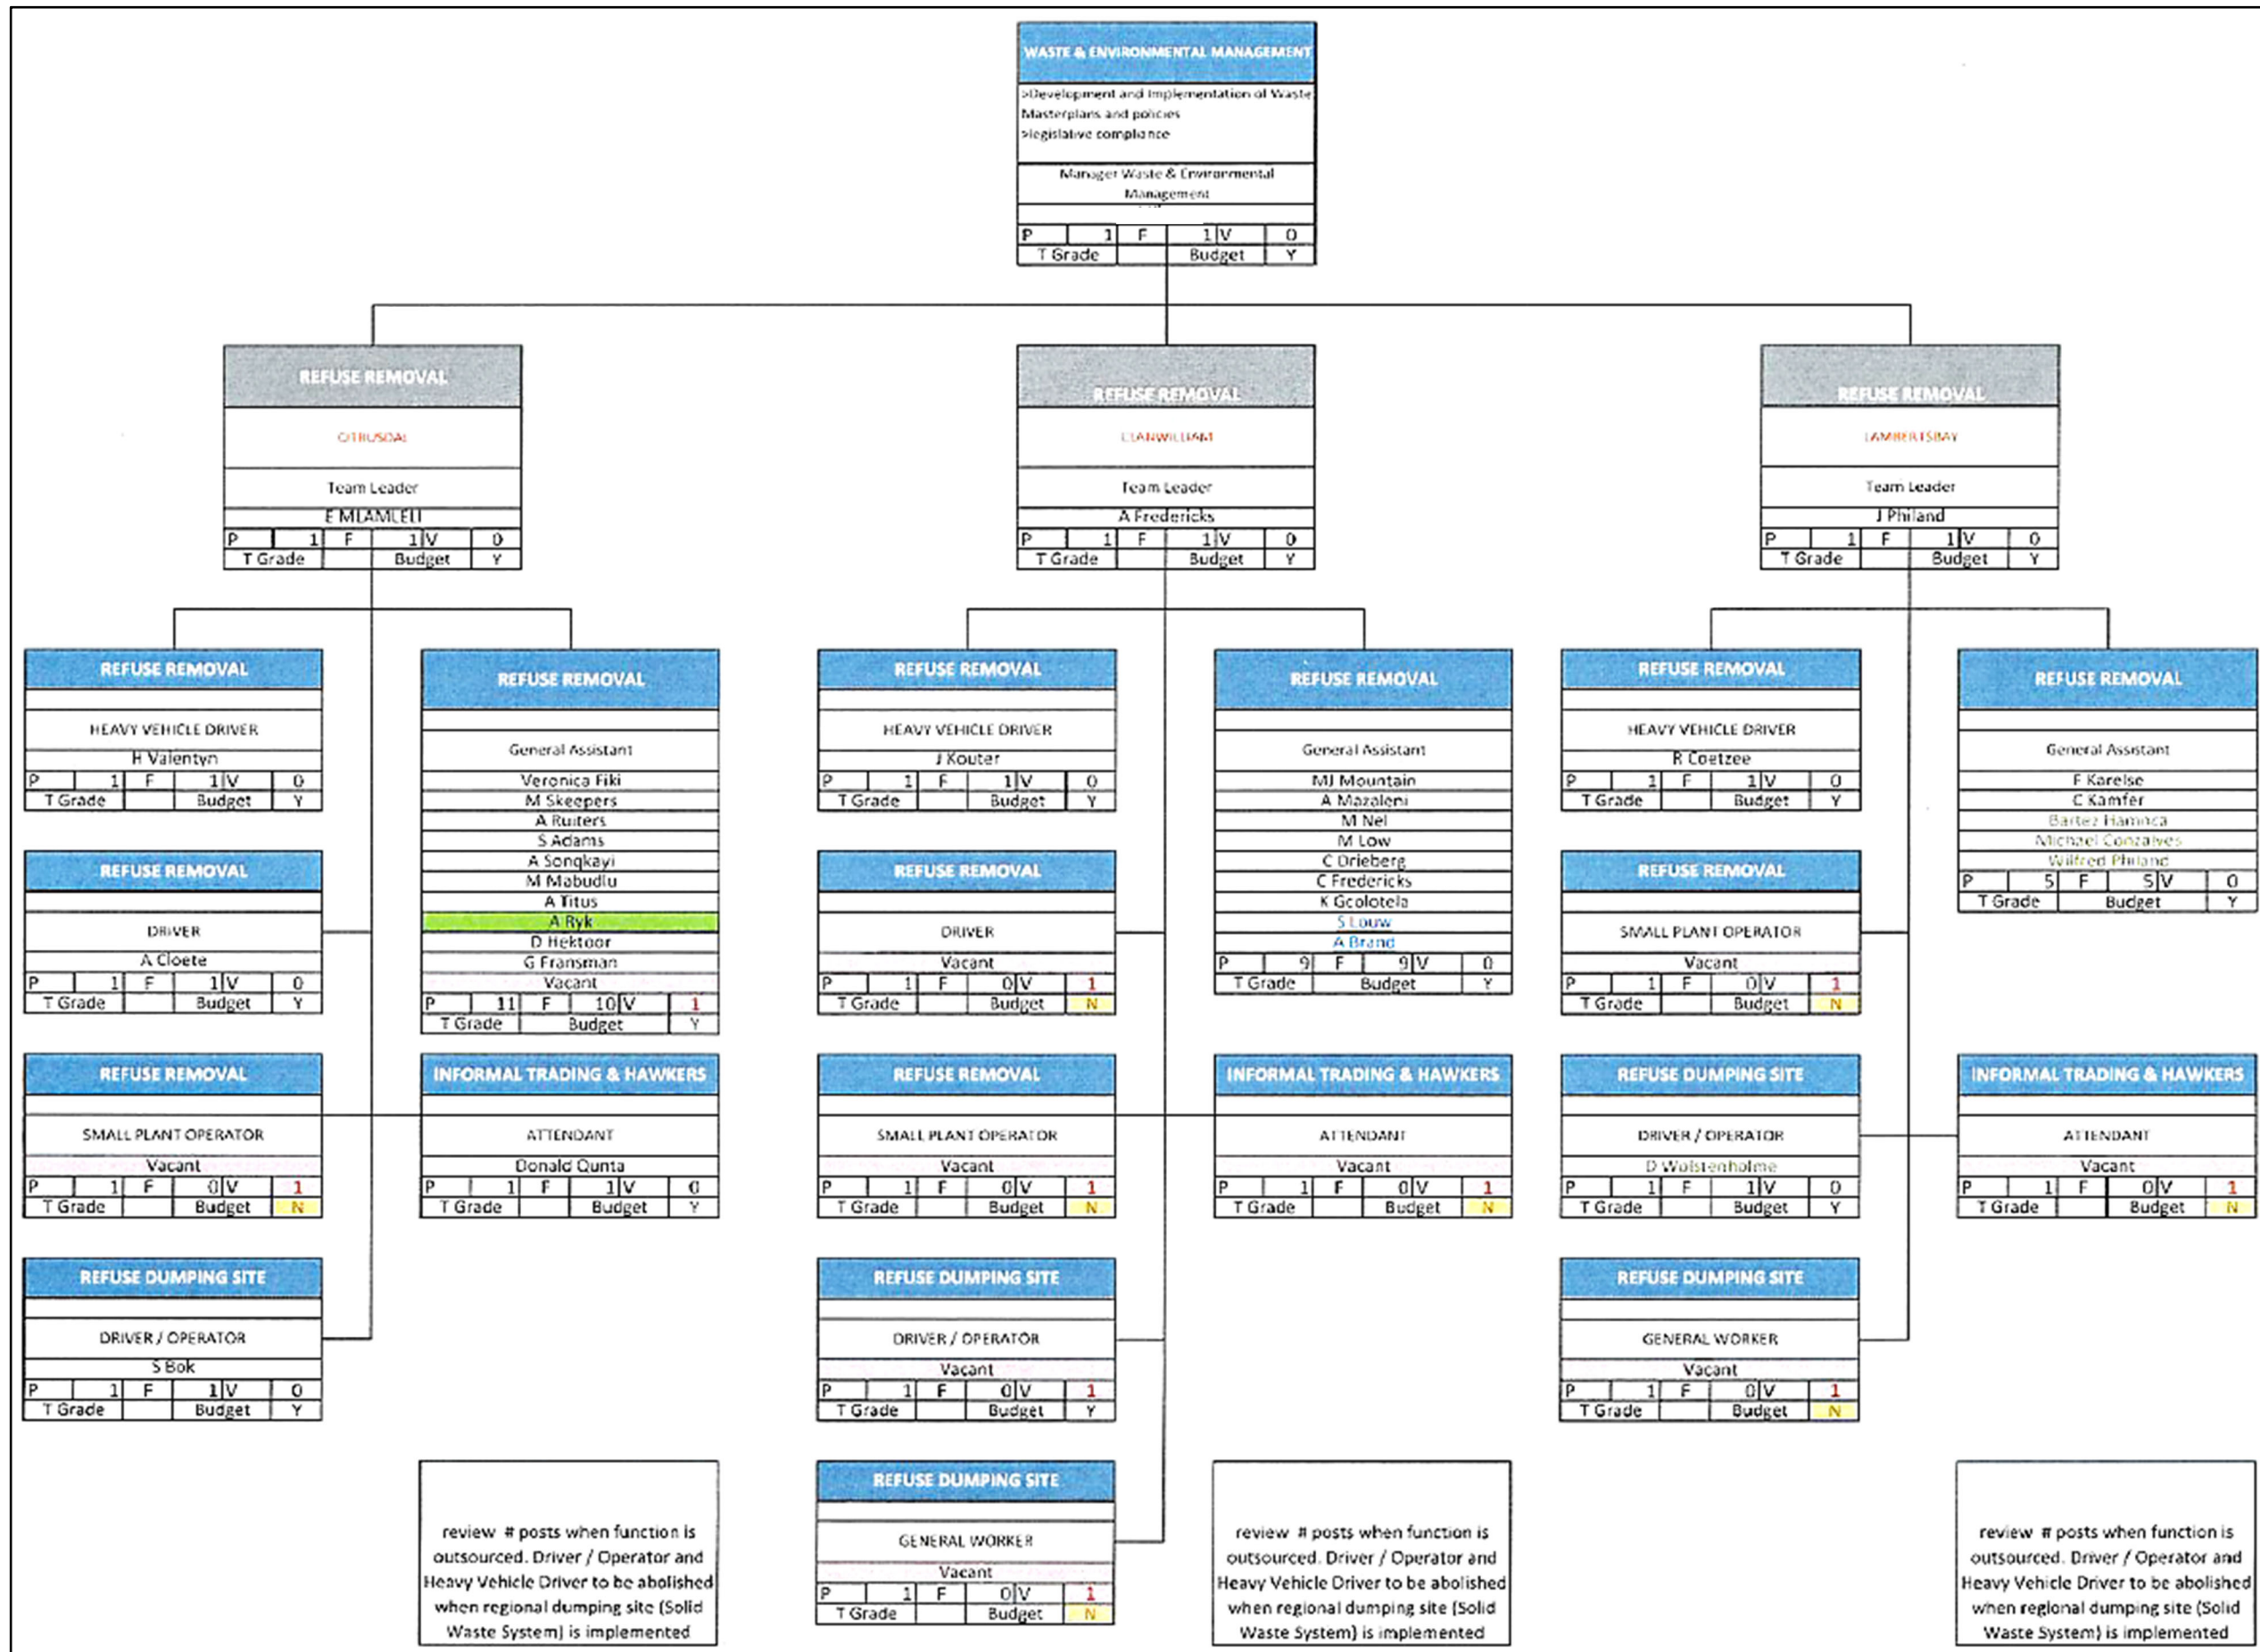 WASTE & ENVIRONMENTAL MANAGEMENT
>Development and Implementation of Waste
Masterplans and policies
>legislative compliance
Manager Waste & Environmental
Management
P 1 F 1 V 0
T Grade Budget Y
REFUSE REMOVAL
CITRUSDAL
Team Leader
E MLAMLELI
P 1 F 1 V 0
T Grade Budget Y
REFUSE REMOVAL
CLANWILLIAM
Team Leader
A Fredericks
P 1 F 1 V 0
T Grade Budget Y
REFUSE REMOVAL
LAMBERTSBAY
Team Leader
J Philand
P 1 F 1 V 0
T Grade Budget Y
REFUSE REMOVAL
HEAVY VEHICLE DRIVER
H Valentyn
P 1 F 1 V 0
T Grade Budget Y
REFUSE REMOVAL
General Assistant
Veronica Fiki
M Skeepers
A Ruiters
S Adams
A Songkayi
M Mabudlu
A Titus
A Ryk
D Hektoor
G Fransman
Vacant
P 11 F 10 V 1
T Grade Budget Y
REFUSE REMOVAL
HEAVY VEHICLE DRIVER
J Kouter
P 1 F 1 V 0
T Grade Budget Y
REFUSE REMOVAL
General Assistant
MJ Mountain
A Mazaleni
M Nel
M Low
C Drieberg
C Fredericks
K Gcolotela
S Louw
A Brand
P 9 F 9 V 0
T Grade Budget Y
REFUSE REMOVAL
HEAVY VEHICLE DRIVER
R Coetzee
P 1 F 1 V 0
T Grade Budget Y
REFUSE REMOVAL
General Assistant
F Karelse
C Kamfer
Bartez Hamnca
Michael Gonzalves
Wilfred Philand
P 5 F 5 V 0
T Grade Budget Y
REFUSE REMOVAL
DRIVER
A Cloete
P 1 F 1 V 0
T Grade Budget Y
REFUSE REMOVAL
DRIVER
Vacant
P 1 F 0 V 1
T Grade Budget N
REFUSE REMOVAL
SMALL PLANT OPERATOR
Vacant
P 1 F 0 V 1
T Grade Budget N
REFUSE REMOVAL
SMALL PLANT OPERATOR
Vacant
P 1 F 0 V 1
T Grade Budget N
INFORMAL TRADING & HAWKERS
ATTENDANT
Donald Qunta
P 1 F 1 V 0
T Grade Budget Y
REFUSE REMOVAL
SMALL PLANT OPERATOR
Vacant
P 1 F 0 V 1
T Grade Budget N
INFORMAL TRADING & HAWKERS
ATTENDANT
Vacant
P 1 F 0 V 1
T Grade Budget N
REFUSE DUMPING SITE
DRIVER / OPERATOR
D Wolstenholme
P 1 F 1 V 0
T Grade Budget Y
INFORMAL TRADING & HAWKERS
ATTENDANT
Vacant
P 1 F 0 V 1
T Grade Budget N
REFUSE DUMPING SITE
DRIVER / OPERATOR
S Bok
P 1 F 1 V 0
T Grade Budget Y
REFUSE DUMPING SITE
DRIVER / OPERATOR
Vacant
P 1 F 0 V 1
T Grade Budget Y
REFUSE DUMPING SITE
GENERAL WORKER
Vacant
P 1 F 0 V 1
T Grade Budget N
review # posts when function is
outsourced. Driver / Operator and
Heavy Vehicle Driver to be abolished
when regional dumping site (Solid
Waste System) is implemented
REFUSE DUMPING SITE
GENERAL WORKER
Vacant
P 1 F 0 V 1
T Grade Budget N
review # posts when function is
outsourced. Driver / Operator and
Heavy Vehicle Driver to be abolished
when regional dumping site (Solid
Waste System) is implemented
review # posts when function is
outsourced. Driver / Operator and
Heavy Vehicle Driver to be abolished
when regional dumping site (Solid
Waste System) is implemented